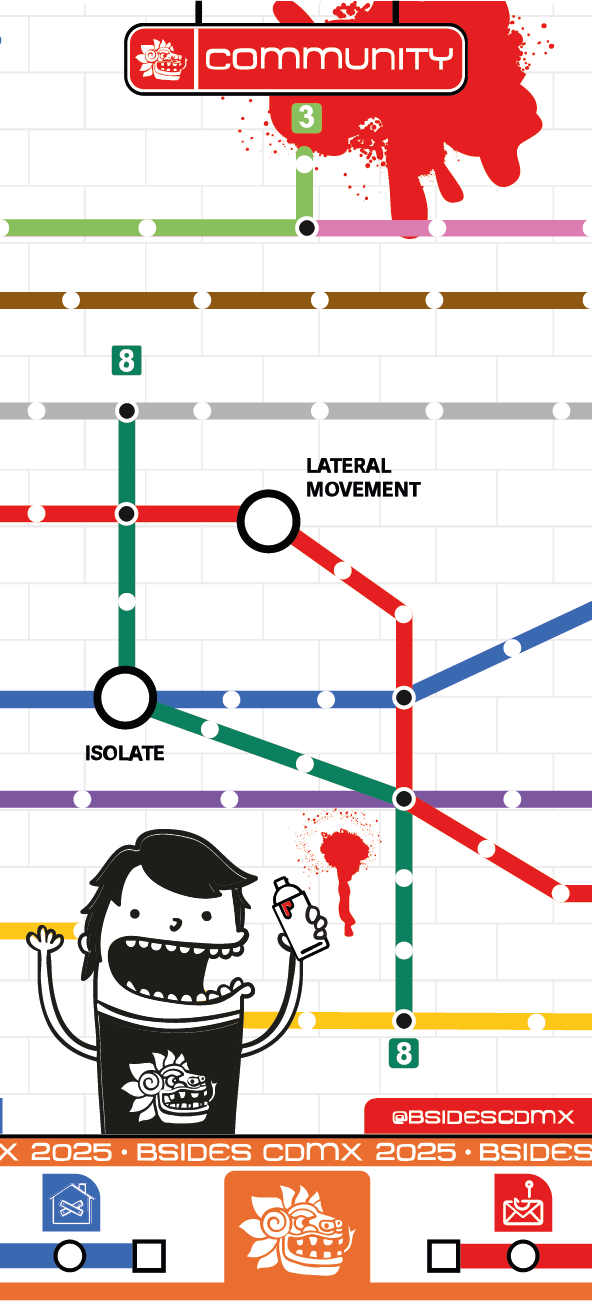 COMMUNITY
3
8
LATERAL
MOVEMENT
ISOLATE
8
@BSIDESCDMX
X 2025 • BSIDES CDMX 2025 • BSIDES